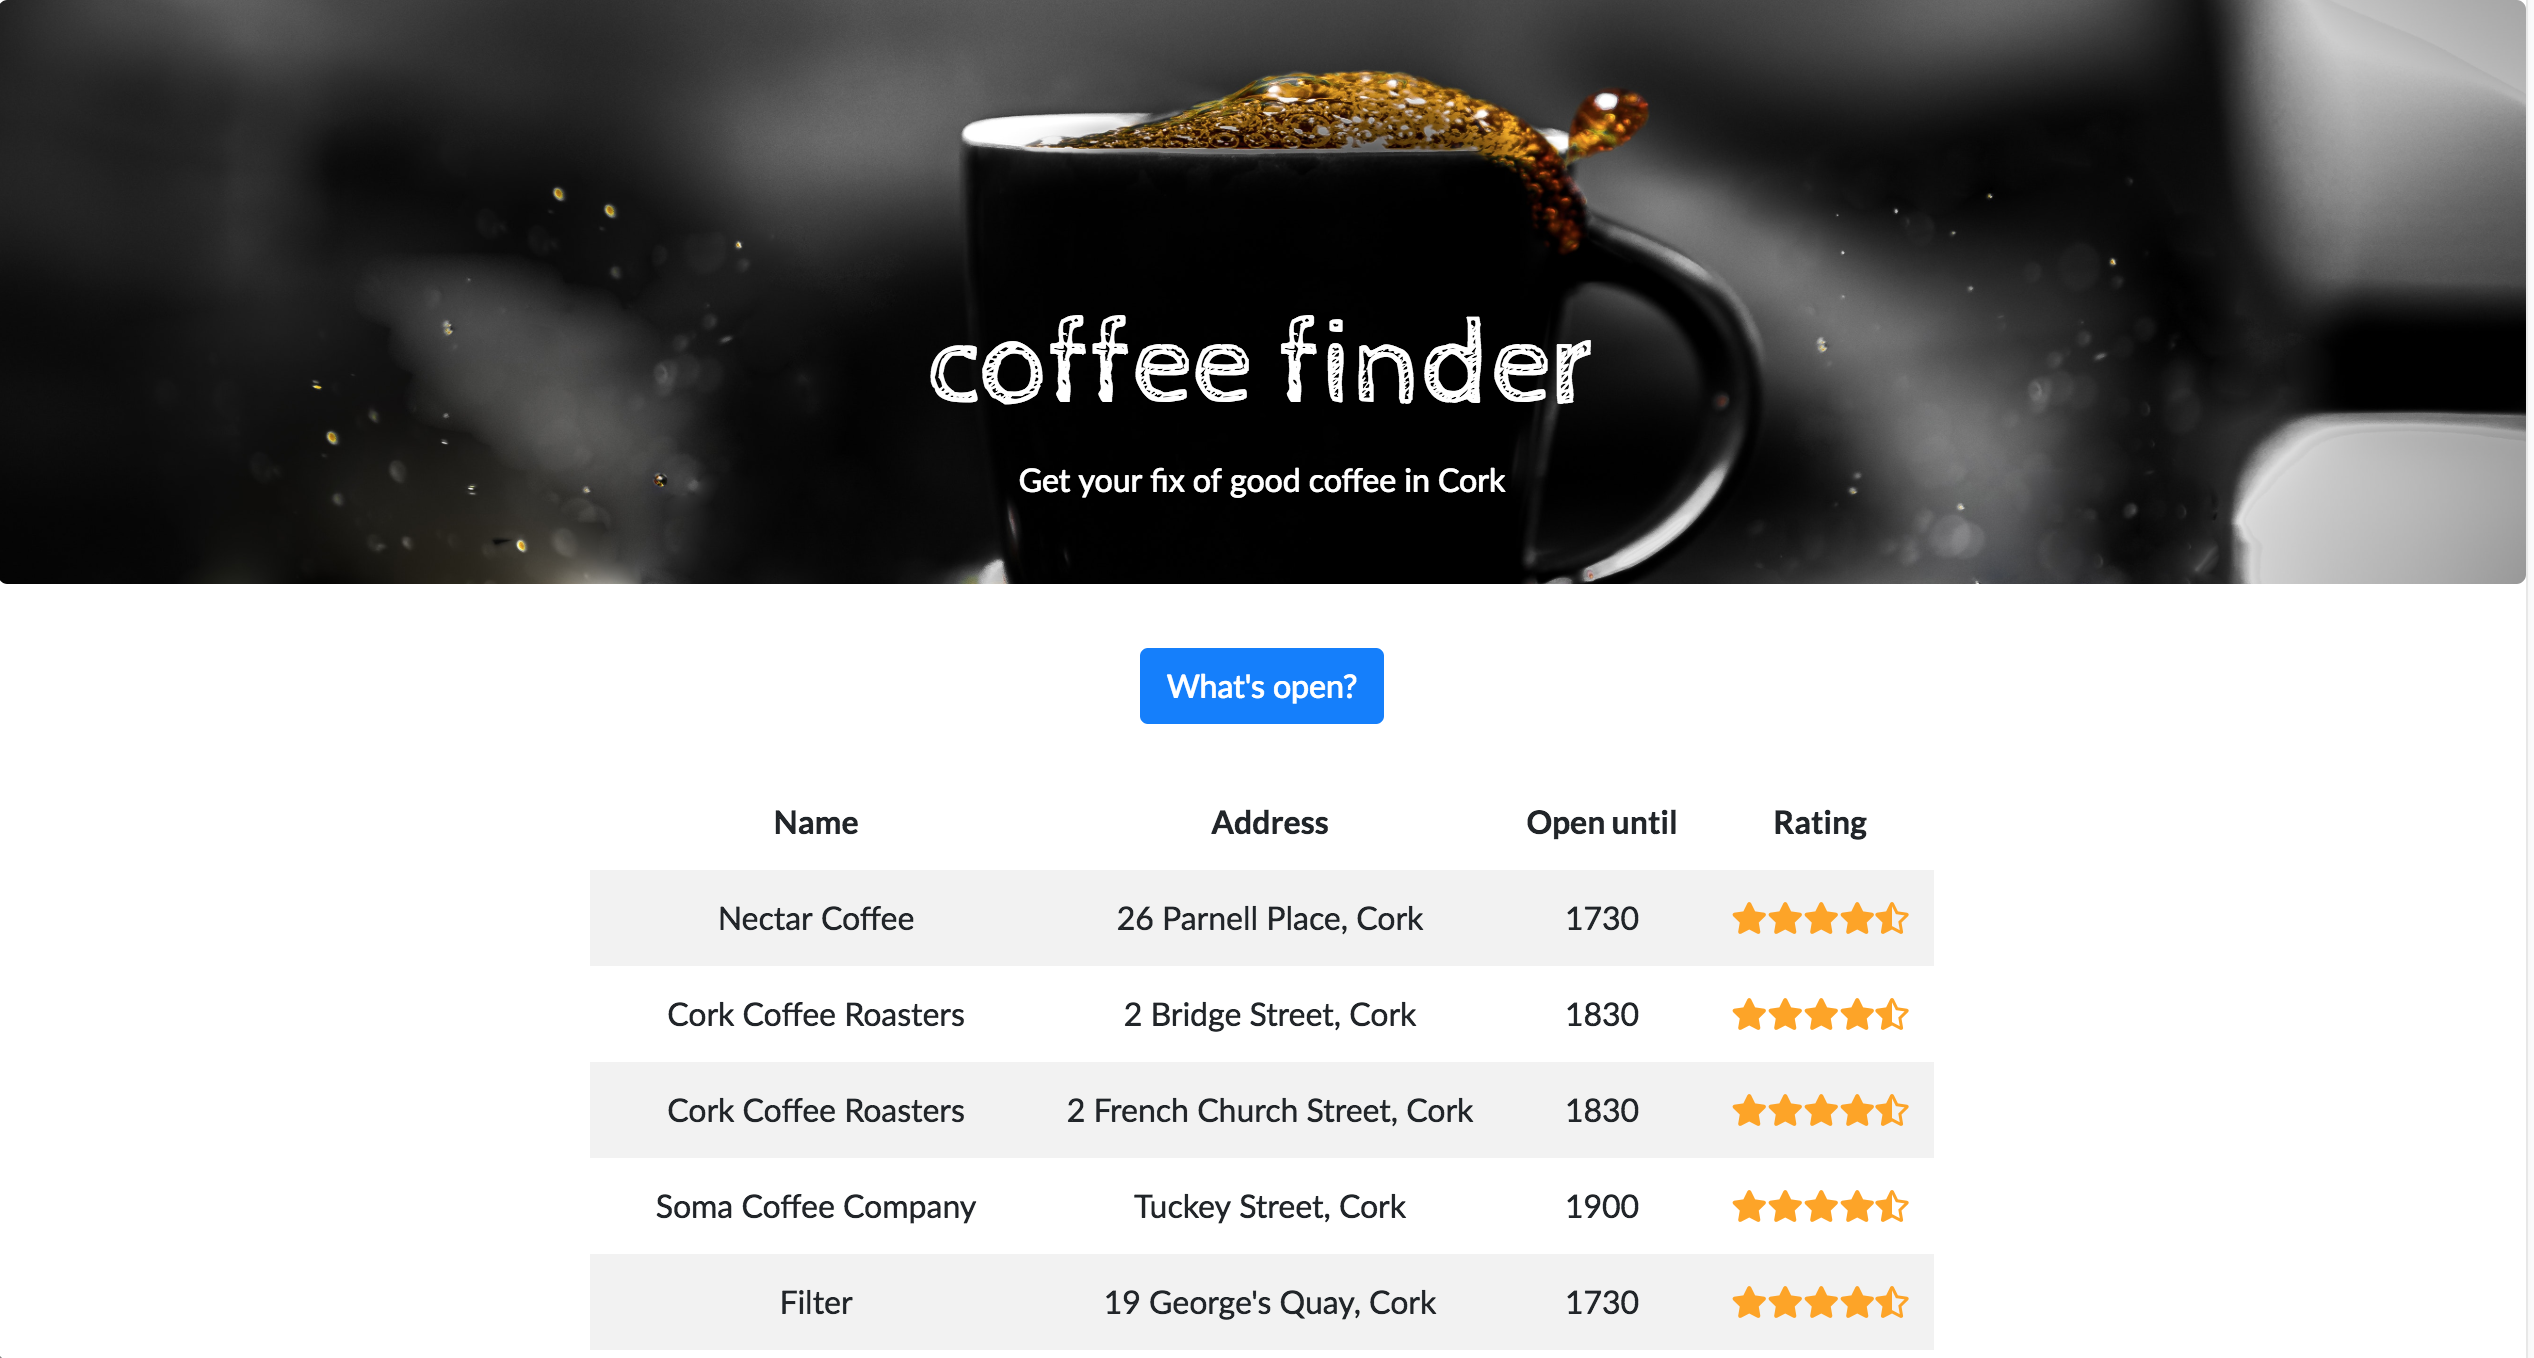 coffee finder
Get your fix of good coffee in Cork
What's open?
Name Address Open until Rating
Nectar Coffee 26 Parnell Place, Cork 1730
Cork Coffee Roasters 2 Bridge Street, Cork 1830
Cork Coffee Roasters 2 French Church Street, Cork 1830
Soma Coffee Company Tuckey Street, Cork 1900
Filter 19 George's Quay, Cork 1730